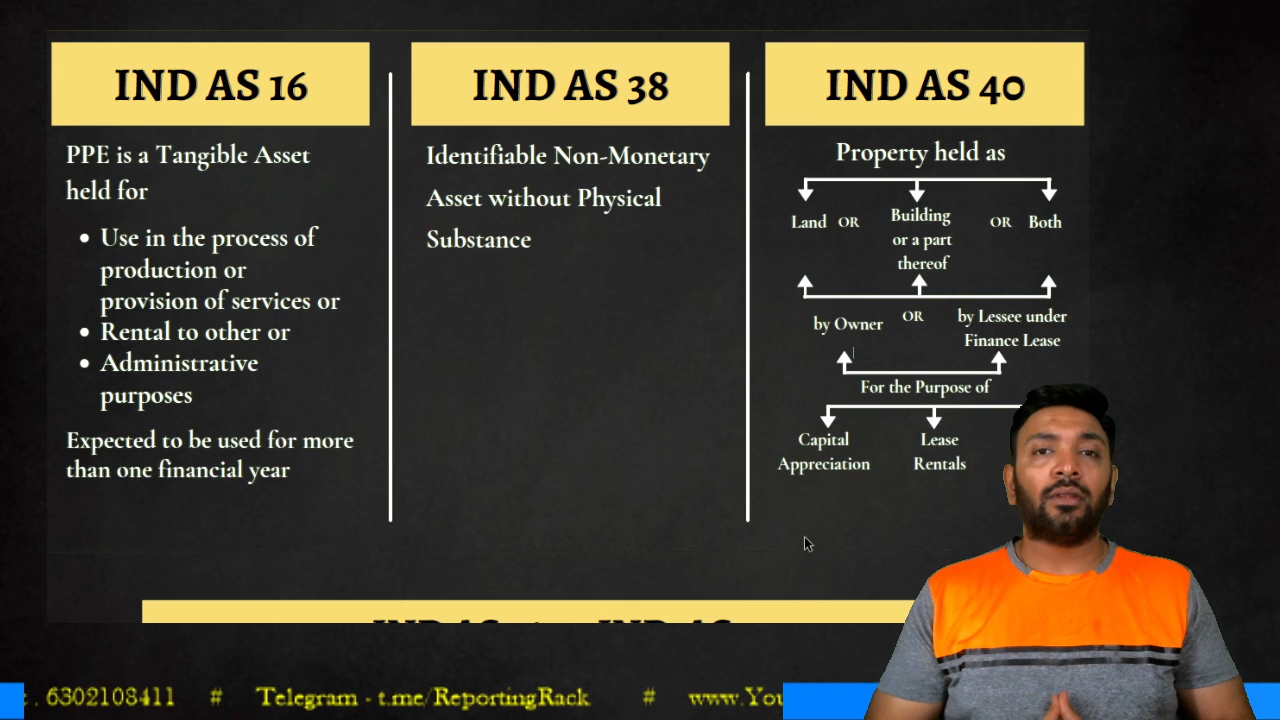 IND AS 16
PPE is a Tangible Asset
held for
• Use in the process of
production or
provision of services or
• Rental to other or
• Administrative
purposes
Expected to be used for more
than one financial year
IND AS 38
Identifiable Non-Monetary
Asset without Physical
Substance
IND AS 40
Property held as
Land OR Building OR Both
or a part
thereof
by Owner OR by Lessee under
Finance Lease
For the Purpose of
Capital Lease
Appreciation Rentals
. 6302108411 # Telegram - t.me/ReportingRack # www.You